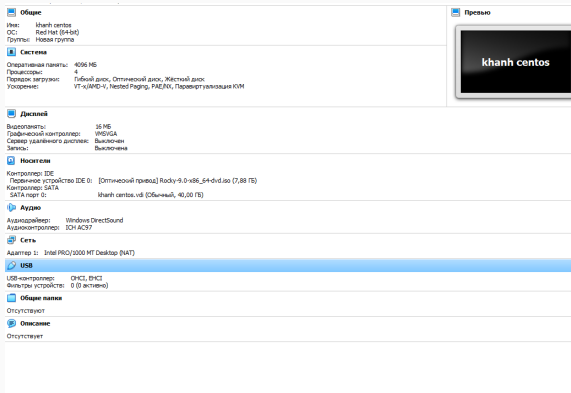 Общие
Имя: khanh centos
ОС: Red Hat (64-bit)
Группы: Новая группа
Система
Оперативная память: 4096 МБ
Процессоры: 4
Порядок загрузки: Гибкий диск, Оптический диск, Жёсткий диск
Ускорение: VT-x/AMD-V, Nested Paging, PAE/NX, Паравиртуализация KVM
Дисплей
Видеопамять: 16 МБ
Графический контроллер: VMSVGA
Сервер удалённого дисплея: Выключен
Запись: Выключена
Носители
Контроллер: IDE
Первичное устройство IDE 0: [Оптический привод] Rocky-9.0-x86_64-dvd.iso (7,88 ГБ)
Контроллер: SATA
SATA порт 0: khanh centos.vdi (Обычный, 40,00 ГБ)
Аудио
Аудиодрайвер: Windows DirectSound
Аудиоконтроллер: ICH AC97
Сеть
Адаптер 1: Intel PRO/1000 MT Desktop (NAT)
USB
USB-контроллер: OHCI, EHCI
Фильтры устройств: 0 (0 активно)
Общие папки
Отсутствуют
Описание
Отсутствует
Превью
khanh centos